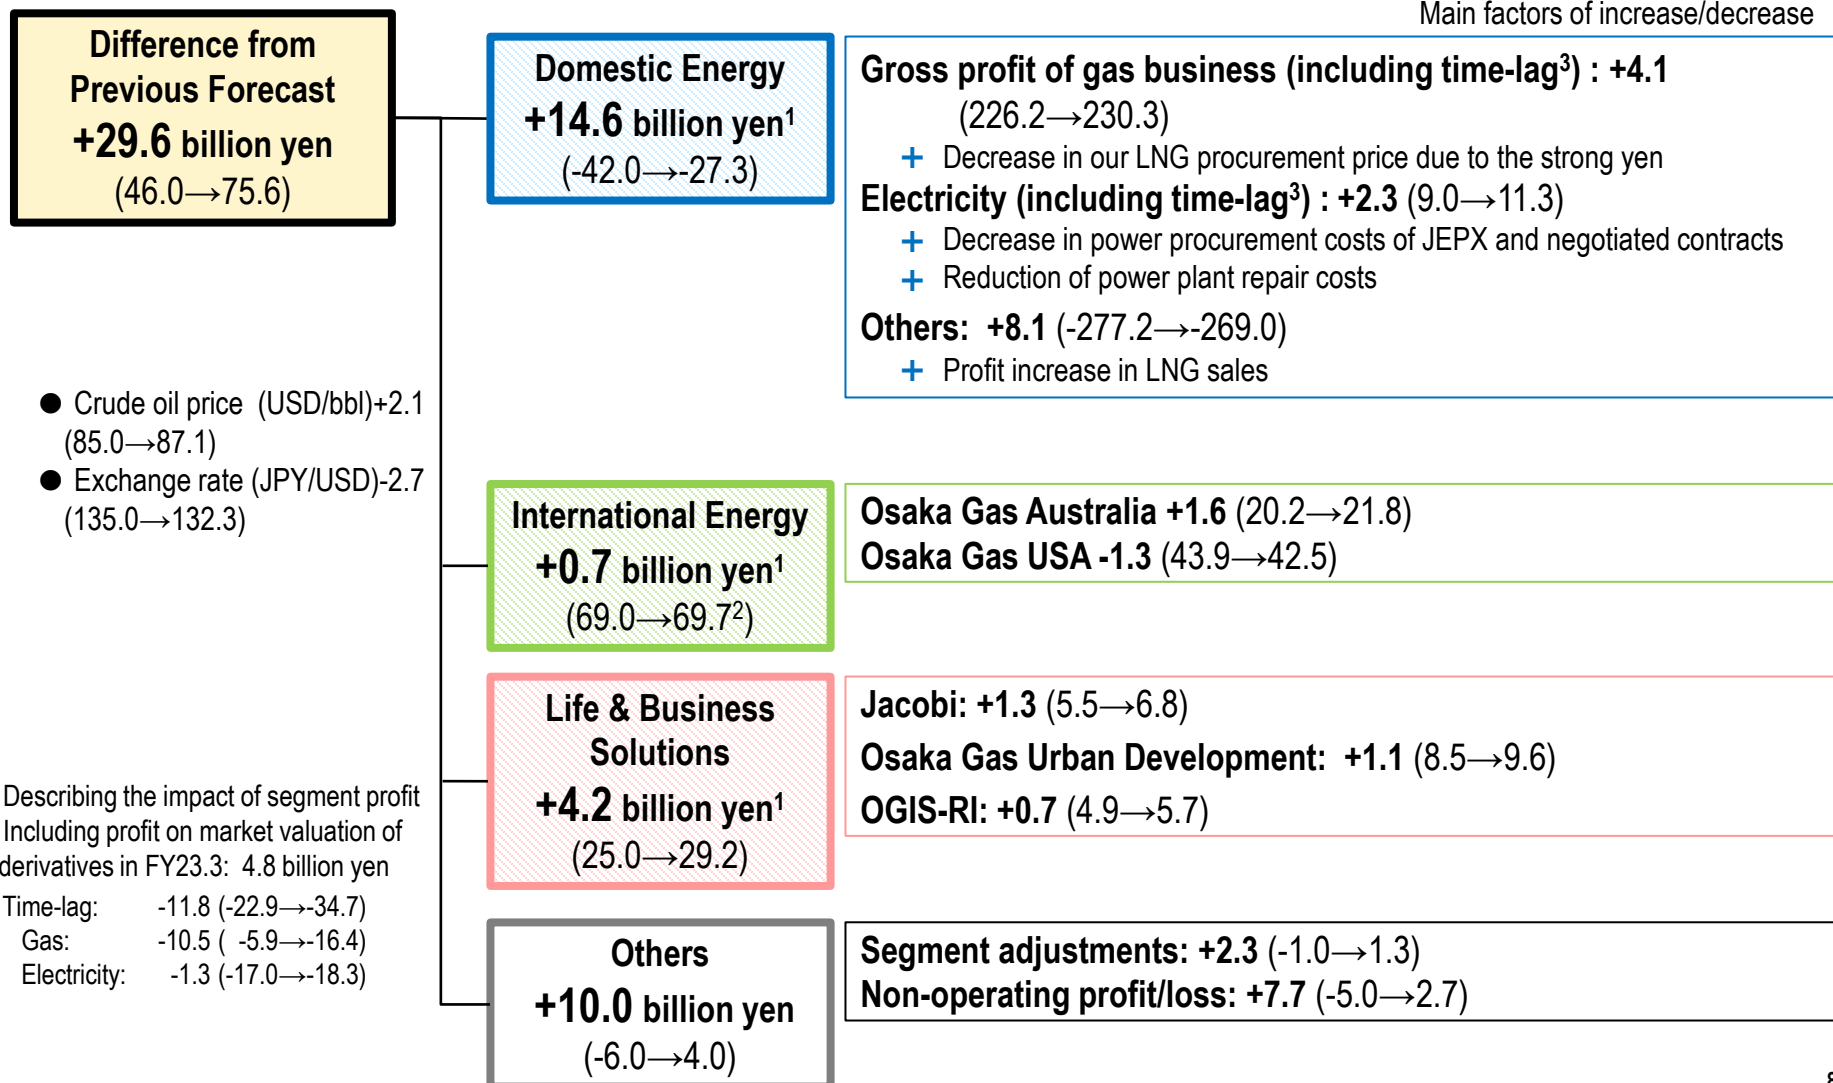 Main factors of increase/decrease
Difference from
Previous Forecast
+29.6 billion yen
(46.0→75.6)
Domestic Energy
+14.6 billion yen¹
(-42.0→-27.3)
Gross profit of gas business (including time-lag³) : +4.1
(226.2→230.3)
+ Decrease in our LNG procurement price due to the strong yen
Electricity (including time-lag³) : +2.3 (9.0→11.3)
+ Decrease in power procurement costs of JEPX and negotiated contracts
+ Reduction of power plant repair costs
Others: +8.1 (-277.2→-269.0)
+ Profit increase in LNG sales
● Crude oil price (USD/bbl)+2.1
(85.0→87.1)
● Exchange rate (JPY/USD)-2.7
(135.0→132.3)
International Energy
+0.7 billion yen¹
(69.0→69.7²)
Osaka Gas Australia +1.6 (20.2→21.8)
Osaka Gas USA -1.3 (43.9→42.5)
Life & Business
Solutions
+4.2 billion yen¹
(25.0→29.2)
Jacobi: +1.3 (5.5→6.8)
Osaka Gas Urban Development: +1.1 (8.5→9.6)
OGIS-RI: +0.7 (4.9→5.7)
Describing the impact of segment profit
Including profit on market valuation of
derivatives in FY23.3: 4.8 billion yen
Time-lag: -11.8 (-22.9→-34.7)
Gas: -10.5 ( -5.9→-16.4)
Electricity: -1.3 (-17.0→-18.3)
Others
+10.0 billion yen
(-6.0→4.0)
Segment adjustments: +2.3 (-1.0→1.3)
Non-operating profit/loss: +7.7 (-5.0→2.7)